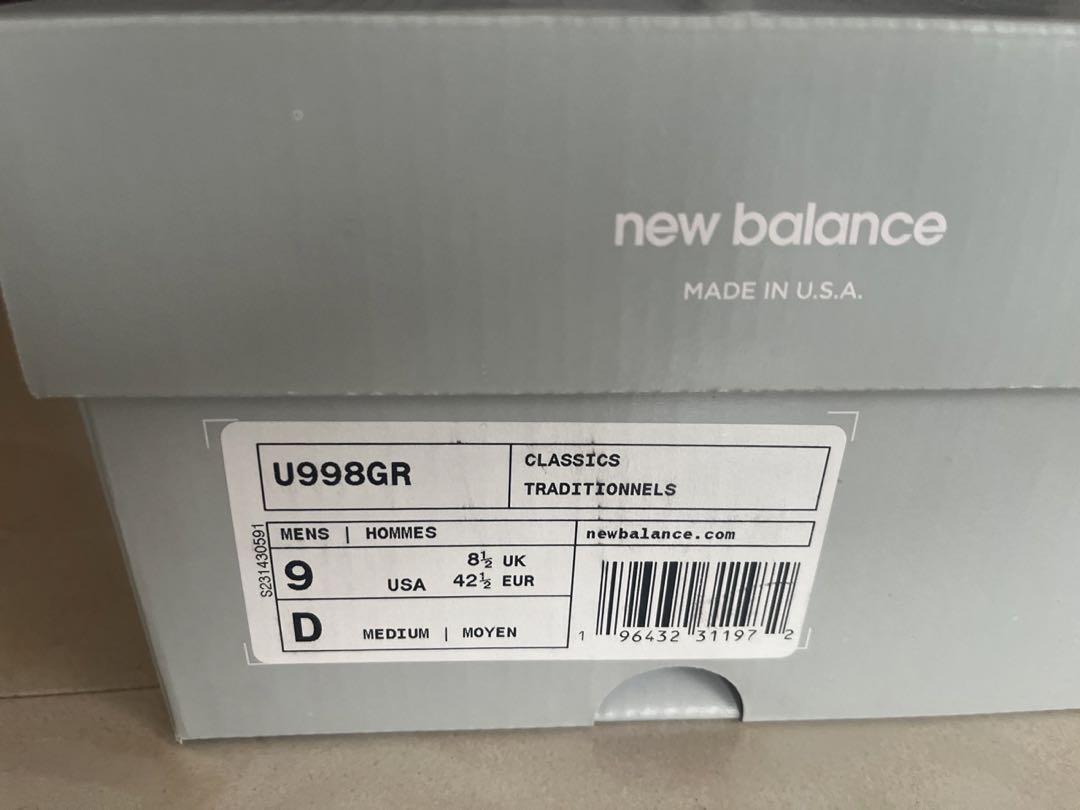 new balance
MADE IN U.S.A.
U998GR
CLASSICS
TRADITIONNELS
MENS | HOMMES
newbalance.com
9 USA 8½ UK
42½ EUR
D MEDIUM | MOYEN
S231430591
1 96432 31197 2